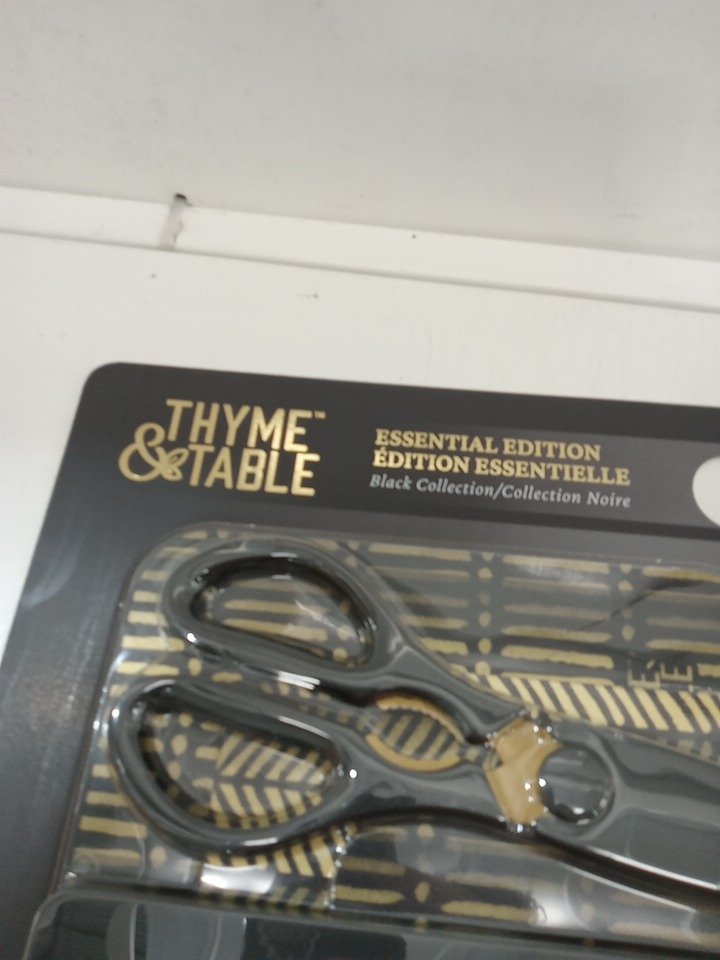 THYME™
&TABLE
ESSENTIAL EDITION
ÉDITION ESSENTIELLE
Black Collection/Collection Noire